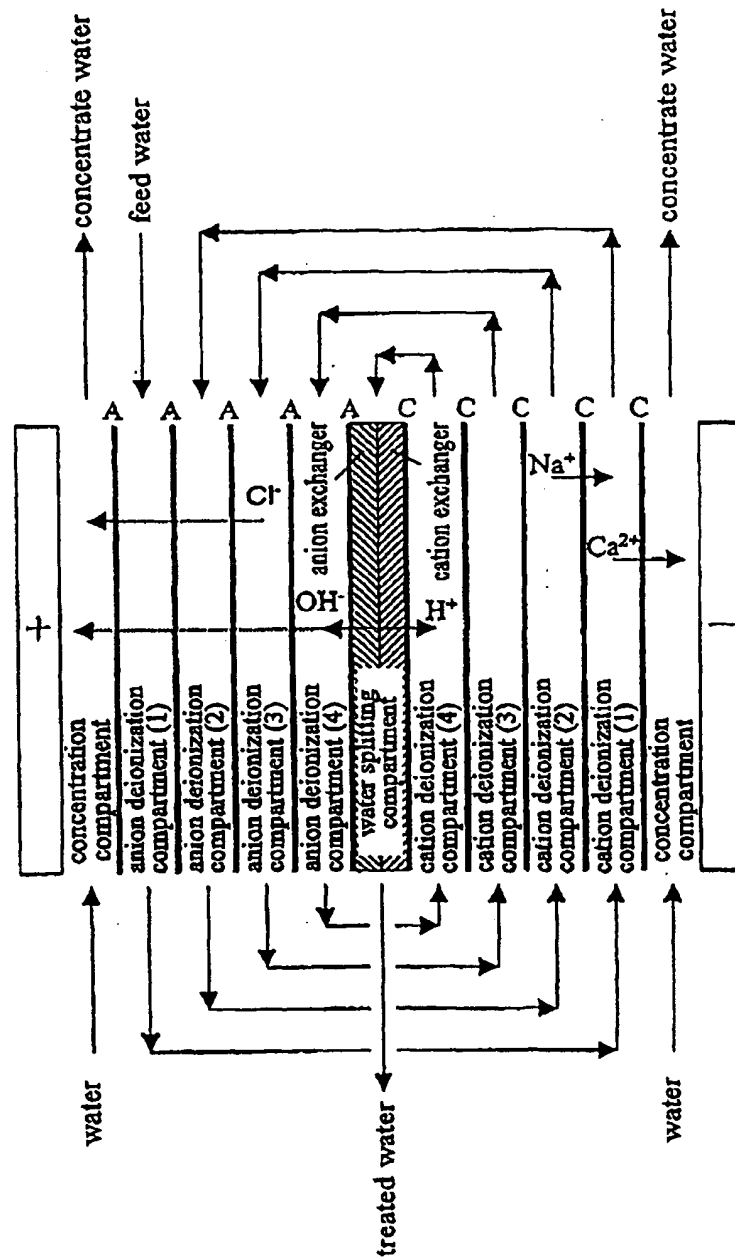 concentrate water
feed water
concentrate water
+
A
A
A
A
A
C
C
C
C
C
anion exchanger
cation exchanger
Cl-
OH-
H+
Na+
Ca2+
concentration
compartment
anion deionization
compartment (1)
anion deionization
compartment (2)
anion deionization
compartment (3)
anion deionization
compartment (4)
water splitting
compartment
cation deionization
compartment (4)
cation deionization
compartment (3)
cation deionization
compartment (2)
cation deionization
compartment (1)
concentration
compartment
−
water
treated water
water